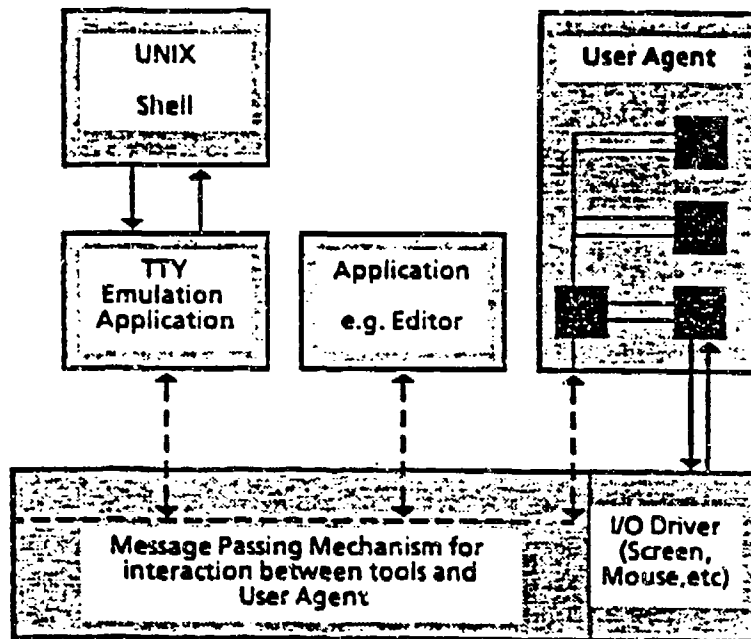 UNIX
Shell
User Agent
TTY
Emulation
Application
Application
e.g. Editor
Message Passing Mechanism for
interaction between tools and
User Agent
I/O Driver
(Screen,
Mouse,etc)